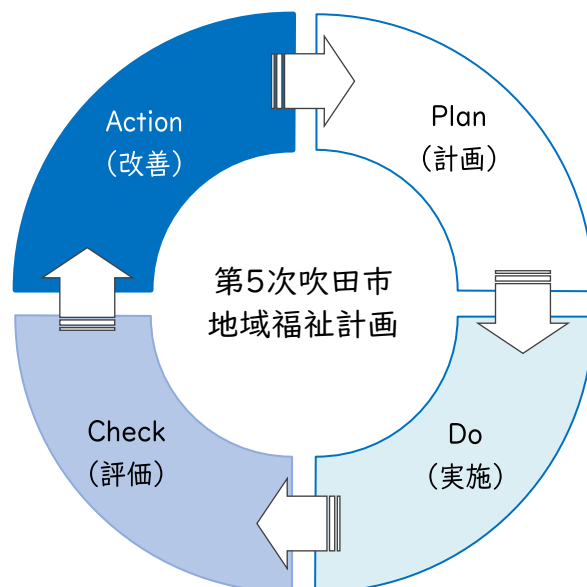 Action
（改善）
Plan
（計画）
第5次吹田市
地域福祉計画
Check
（評価）
Do
（実施）